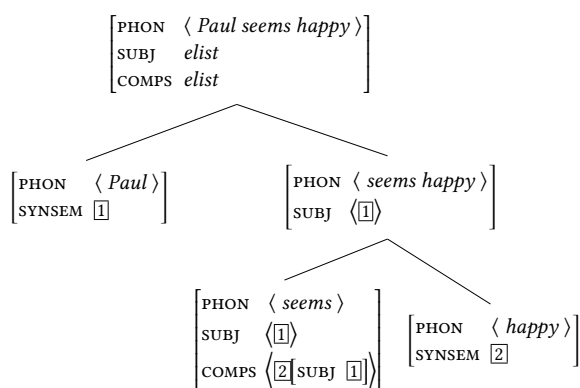 PHON ⟨ Paul seems happy ⟩
SUBJ elist
COMPS elist
PHON ⟨ Paul ⟩
SYNSEM 1
PHON ⟨ seems happy ⟩
SUBJ ⟨1⟩
PHON ⟨ seems ⟩
SUBJ ⟨1⟩
COMPS ⟨2[SUBJ 1]⟩
PHON ⟨ happy ⟩
SYNSEM 2